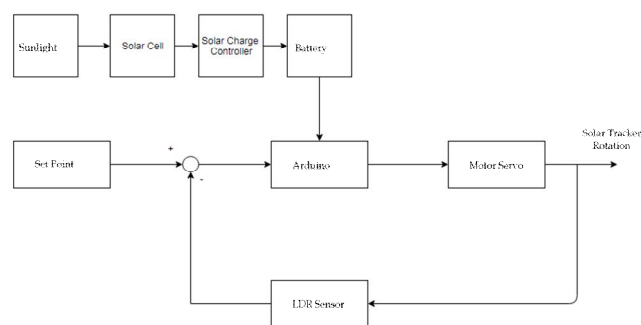 Sunlight
Solar Cell
Solar Charge
Controller
Battery
Set Point
+
-
Arduino
Motor Servo
Solar Tracker
Rotation
LDR Sensor